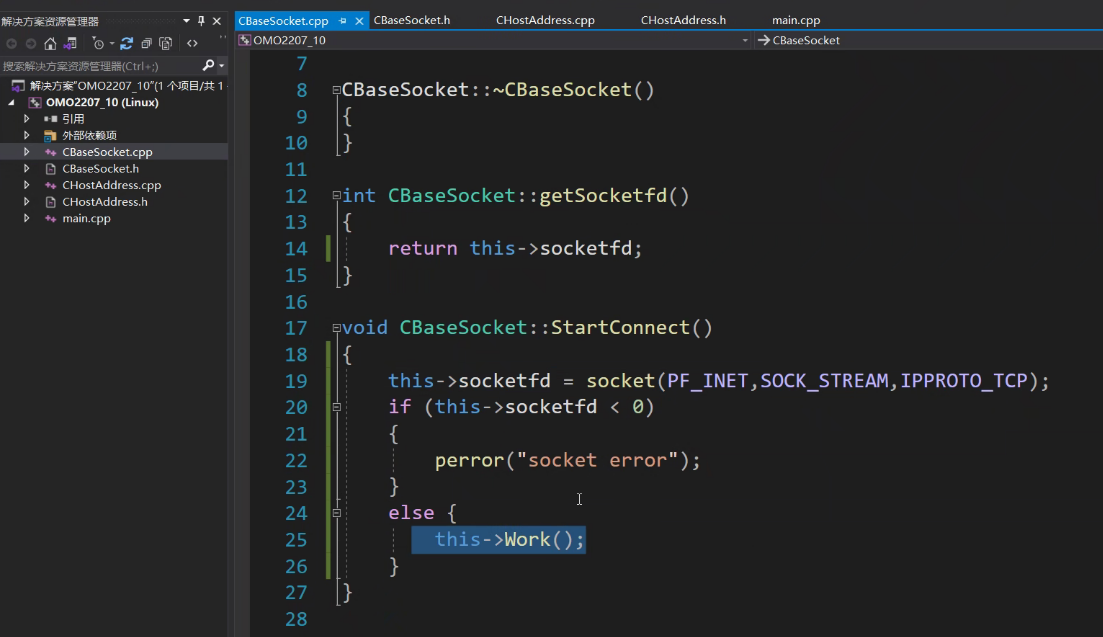 解决方案资源管理器
搜索解决方案资源管理器(Ctrl+;)
解决方案"OMO2207_10"(1 个项目/共 1
OMO2207_10 (Linux)
引用
外部依赖项
CBaseSocket.cpp
CBaseSocket.h
CHostAddress.cpp
CHostAddress.h
main.cpp
CBaseSocket.cpp CBaseSocket.h CHostAddress.cpp CHostAddress.h main.cpp
OMO2207_10 CBaseSocket
7
8 CBaseSocket::~CBaseSocket()
9 {
10 }
11
12 int CBaseSocket::getSocketfd()
13 {
14 return this->socketfd;
15 }
16
17 void CBaseSocket::StartConnect()
18 {
19 this->socketfd = socket(PF_INET,SOCK_STREAM,IPPROTO_TCP);
20 if (this->socketfd < 0)
21 {
22 perror("socket error");
23 }
24 else {
25 this->Work();
26 }
27 }
28